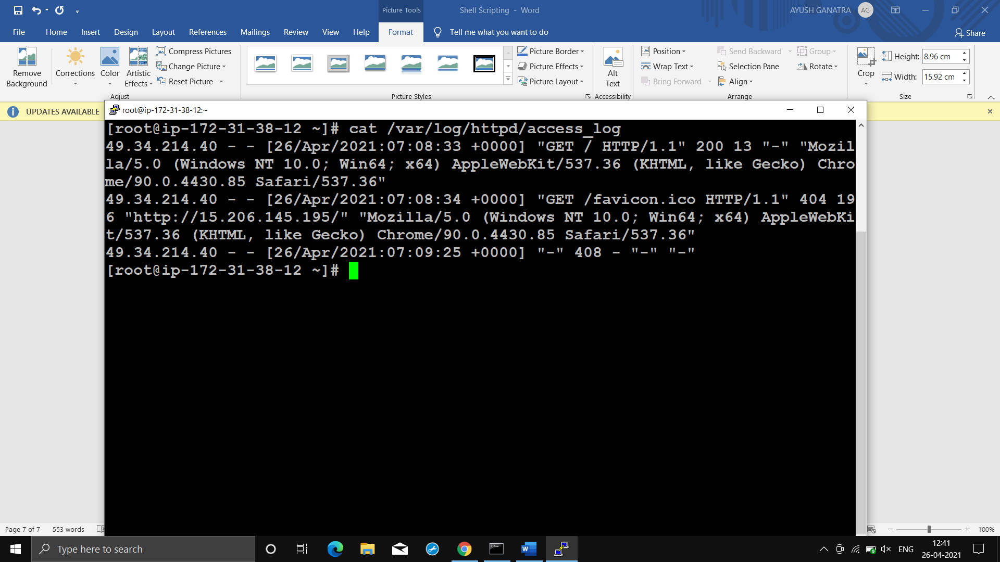 Picture Tools
Shell Scripting - Word
AYUSH GANATRA AG
File Home Insert Design Layout References Mailings Review View Help Format Tell me what you want to do
Share
Remove Background
Corrections
Color
Artistic Effects
Compress Pictures
Change Picture
Reset Picture
Adjust
Picture Styles
Picture Border
Picture Effects
Picture Layout
Alt Text
Accessibility
Position
Wrap Text
Bring Forward
Send Backward
Selection Pane
Align
Group
Rotate
Arrange
Crop
Height: 8.96 cm
Width: 15.92 cm
Size
UPDATES AVAILABLE
root@ip-172-31-38-12:~
[root@ip-172-31-38-12 ~]# cat /var/log/httpd/access_log
49.34.214.40 - - [26/Apr/2021:07:08:33 +0000] "GET / HTTP/1.1" 200 13 "-" "Mozil
la/5.0 (Windows NT 10.0; Win64; x64) AppleWebKit/537.36 (KHTML, like Gecko) Chro
me/90.0.4430.85 Safari/537.36"
49.34.214.40 - - [26/Apr/2021:07:08:34 +0000] "GET /favicon.ico HTTP/1.1" 404 19
6 "http://15.206.145.195/" "Mozilla/5.0 (Windows NT 10.0; Win64; x64) AppleWebKi
t/537.36 (KHTML, like Gecko) Chrome/90.0.4430.85 Safari/537.36"
49.34.214.40 - - [26/Apr/2021:07:09:25 +0000] "-" 408 - "-" "-"
[root@ip-172-31-38-12 ~]#
Page 7 of 7 553 words
100%
Type here to search
ENG
12:41
26-04-2021